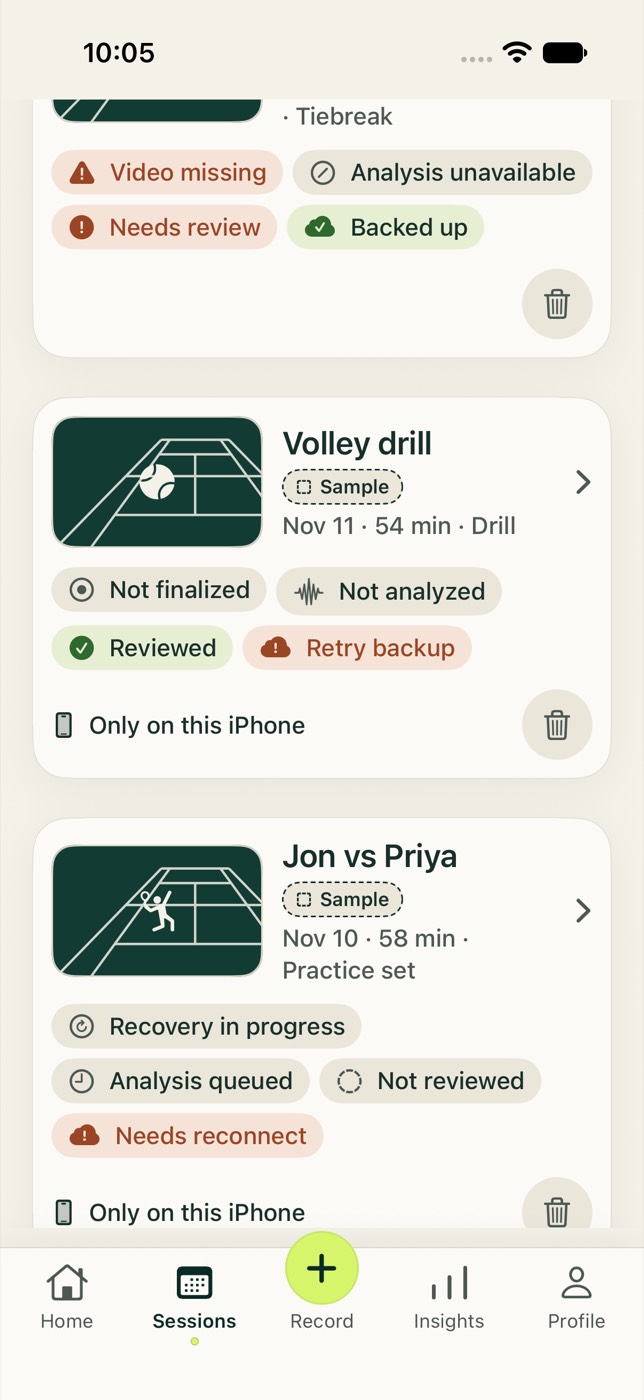 10:05
· Tiebreak
Video missing
Analysis unavailable
Needs review
Backed up
Volley drill
Sample
Nov 11 · 54 min · Drill
Not finalized
Not analyzed
Reviewed
Retry backup
Only on this iPhone
Jon vs Priya
Sample
Nov 10 · 58 min ·
Practice set
Recovery in progress
Analysis queued
Not reviewed
Needs reconnect
Only on this iPhone
Home
Sessions
Record
Insights
Profile